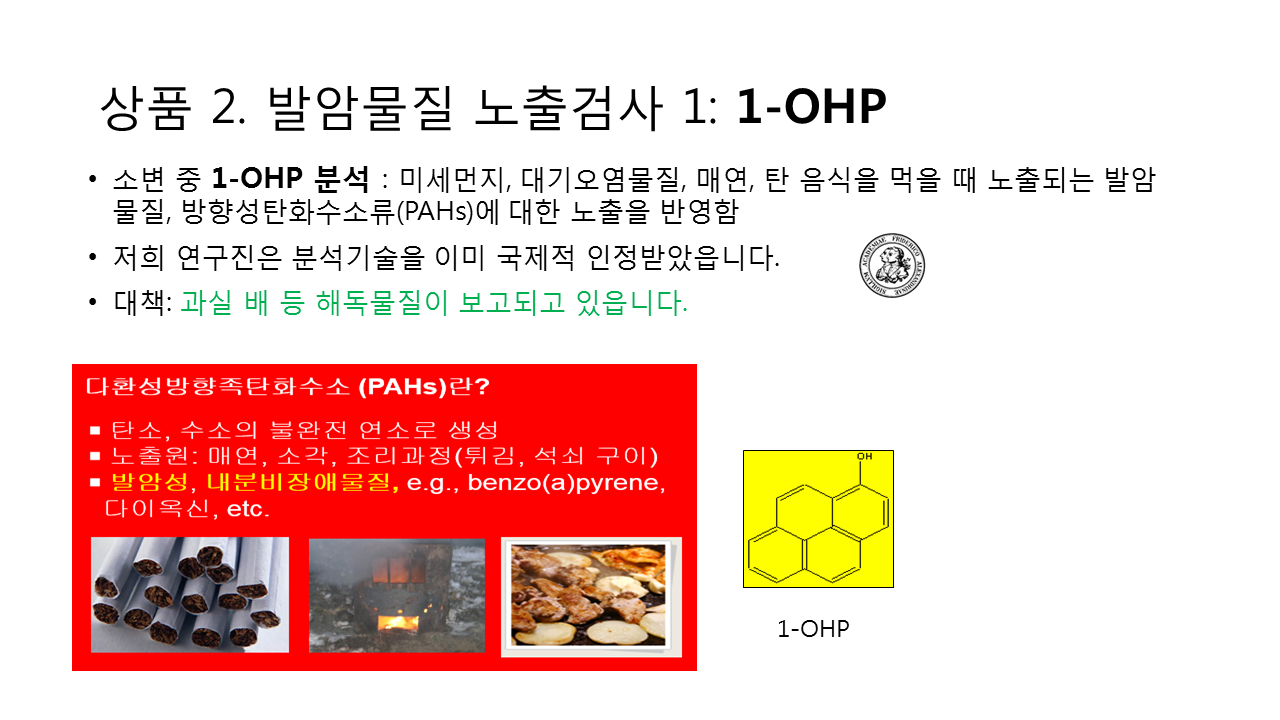 상품 2. 발암물질 노출검사 1: 1-OHP
• 소변 중 1-OHP 분석 : 미세먼지, 대기오염물질, 매연, 탄 음식을 먹을 때 노출되는 발암
물질, 방향성탄화수소류(PAHs)에 대한 노출을 반영함
• 저희 연구진은 분석기술을 이미 국제적 인정받았읍니다.
• 대책: 과실 배 등 해독물질이 보고되고 있읍니다.
SIGILLUM ACADEMIAE FRIDERICO ALEXANDRINAE
다환성방향족탄화수소 (PAHs)란?
▪ 탄소, 수소의 불완전 연소로 생성
▪ 노출원: 매연, 소각, 조리과정(튀김, 석쇠 구이)
▪ 발암성, 내분비장애물질, e.g., benzo(a)pyrene,
다이옥신, etc.
OH
1-OHP